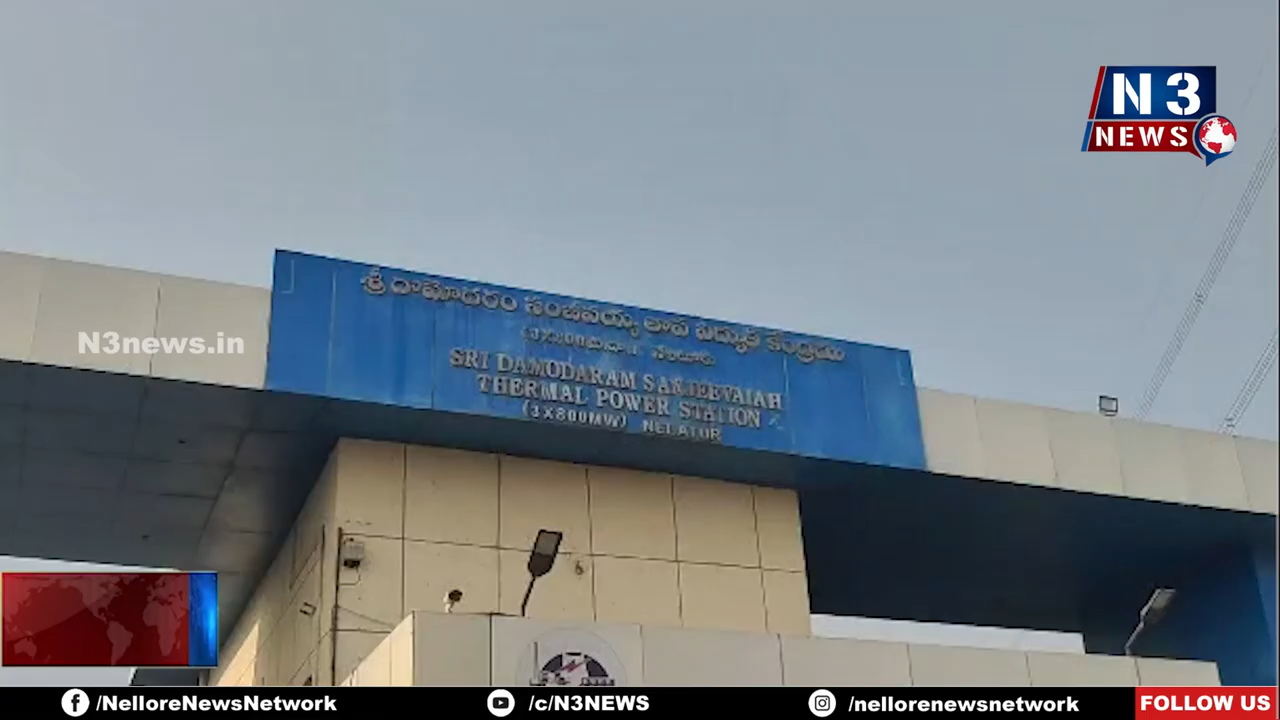 N3
NEWS
శ్రీ దామోదరం సంజీవయ్య తాప విద్యుత్ కేంద్రము
SRI DAMODARAM SANJEEVAIAH
THERMAL POWER STATION
(3X800MW) NELATUR
N3news.in
/NelloreNewsNetwork
/c/N3NEWS
/nellorenewsnetwork
FOLLOW US